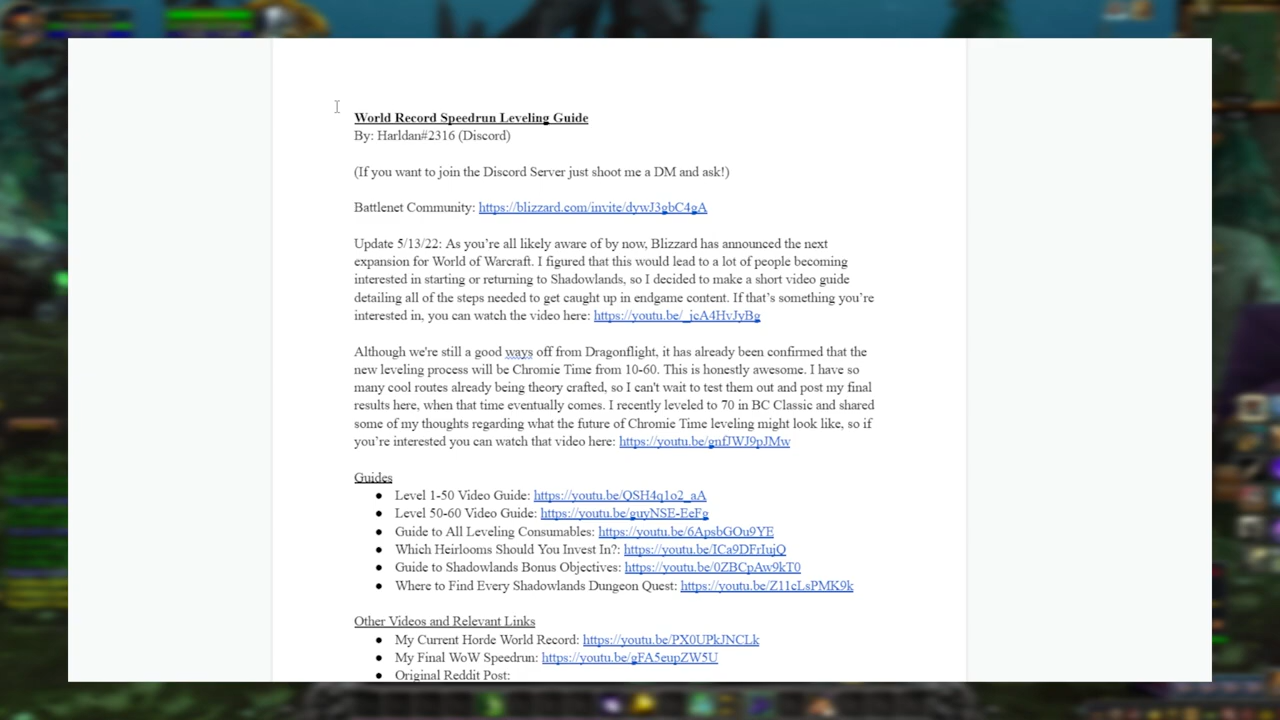 World Record Speedrun Leveling Guide
By: Harldan#2316 (Discord)
(If you want to join the Discord Server just shoot me a DM and ask!)
Battlenet Community: https://blizzard.com/invite/dywJ3gbC4gA
Update 5/13/22: As you're all likely aware of by now, Blizzard has announced the next
expansion for World of Warcraft. I figured that this would lead to a lot of people becoming
interested in starting or returning to Shadowlands, so I decided to make a short video guide
detailing all of the steps needed to get caught up in endgame content. If that's something you're
interested in, you can watch the video here: https://youtu.be/_jcA4HvJyBg
Although we're still a good ways off from Dragonflight, it has already been confirmed that the
new leveling process will be Chromie Time from 10-60. This is honestly awesome. I have so
many cool routes already being theory crafted, so I can't wait to test them out and post my final
results here, when that time eventually comes. I recently leveled to 70 in BC Classic and shared
some of my thoughts regarding what the future of Chromie Time leveling might look like, so if
you're interested you can watch that video here: https://youtu.be/gnfJWJ9pJMw
Guides
● Level 1-50 Video Guide: https://youtu.be/QSH4q1o2_aA
● Level 50-60 Video Guide: https://youtu.be/guyNSE-EeFg
● Guide to All Leveling Consumables: https://youtu.be/6ApsbGOu9YE
● Which Heirlooms Should You Invest In?: https://youtu.be/ICa9DFrIujQ
● Guide to Shadowlands Bonus Objectives: https://youtu.be/0ZBCpAw9kT0
● Where to Find Every Shadowlands Dungeon Quest: https://youtu.be/Z11cLsPMK9k
Other Videos and Relevant Links
● My Current Horde World Record: https://youtu.be/PX0UPkJNCLk
● My Final WoW Speedrun: https://youtu.be/gFA5eupZW5U
● Original Reddit Post: